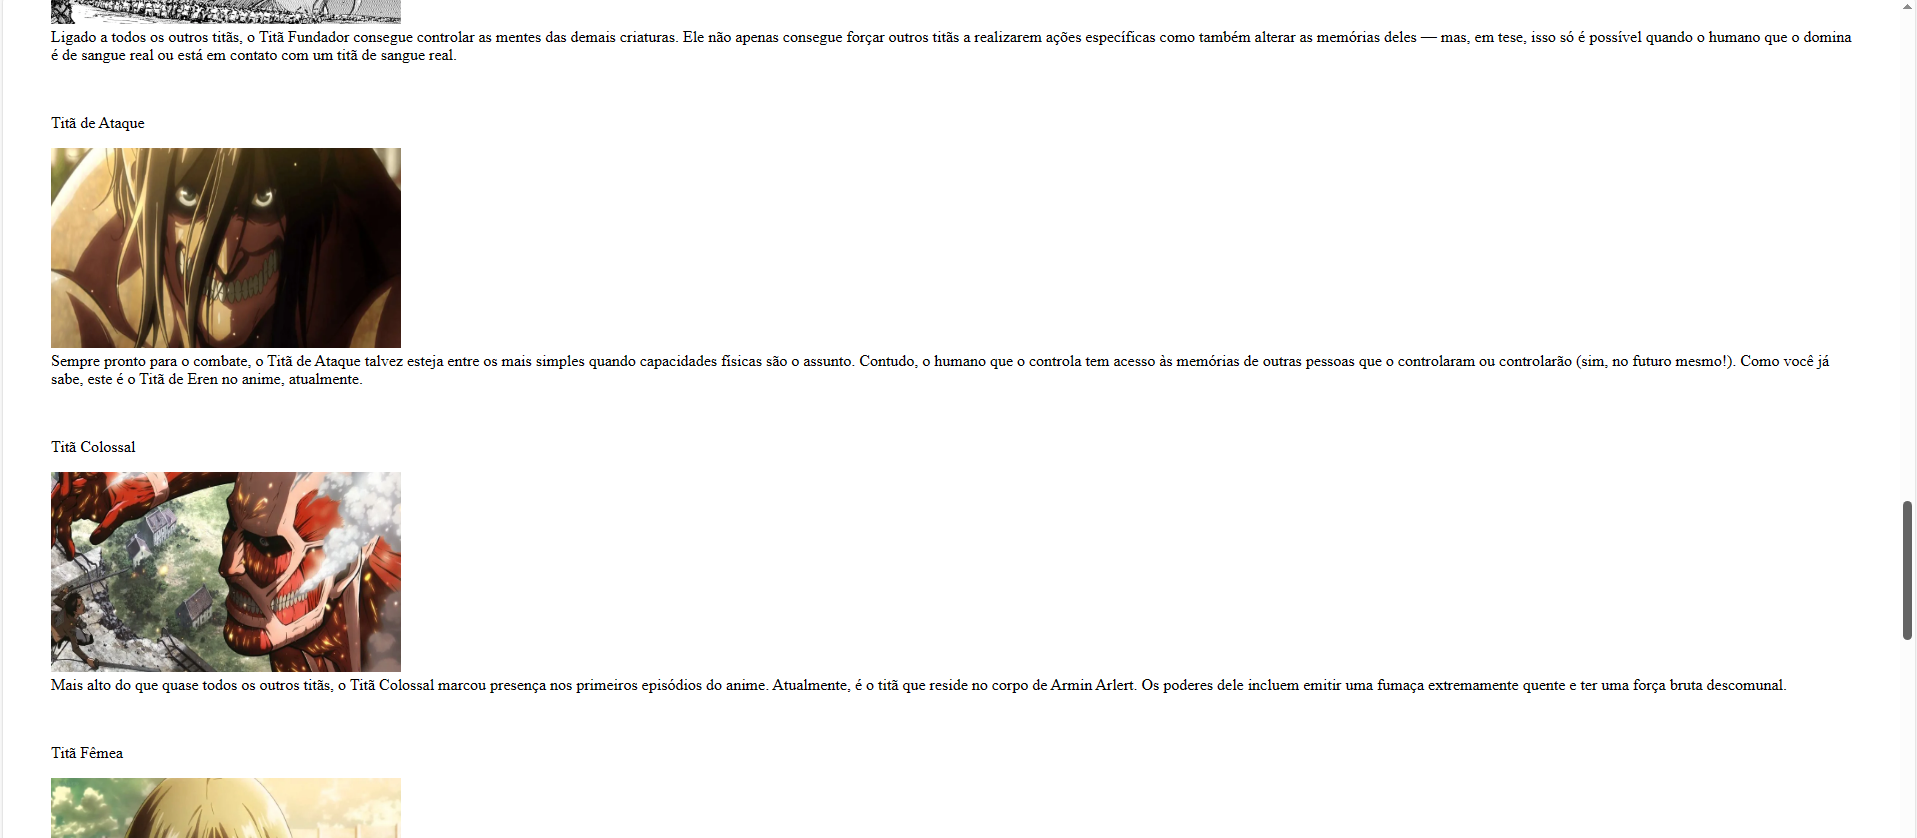 Ligado a todos os outros titãs, o Titã Fundador consegue controlar as mentes das demais criaturas. Ele não apenas consegue forçar outros titãs a realizarem ações específicas como também alterar as memórias deles — mas, em tese, isso só é possível quando o humano que o domina
é de sangue real ou está em contato com um titã de sangue real.
Titã de Ataque
Sempre pronto para o combate, o Titã de Ataque talvez esteja entre os mais simples quando capacidades físicas são o assunto. Contudo, o humano que o controla tem acesso às memórias de outras pessoas que o controlaram ou controlarão (sim, no futuro mesmo!). Como você já
sabe, este é o Titã de Eren no anime, atualmente.
Titã Colossal
Mais alto do que quase todos os outros titãs, o Titã Colossal marcou presença nos primeiros episódios do anime. Atualmente, é o titã que reside no corpo de Armin Arlert. Os poderes dele incluem emitir uma fumaça extremamente quente e ter uma força bruta descomunal.
Titã Fêmea